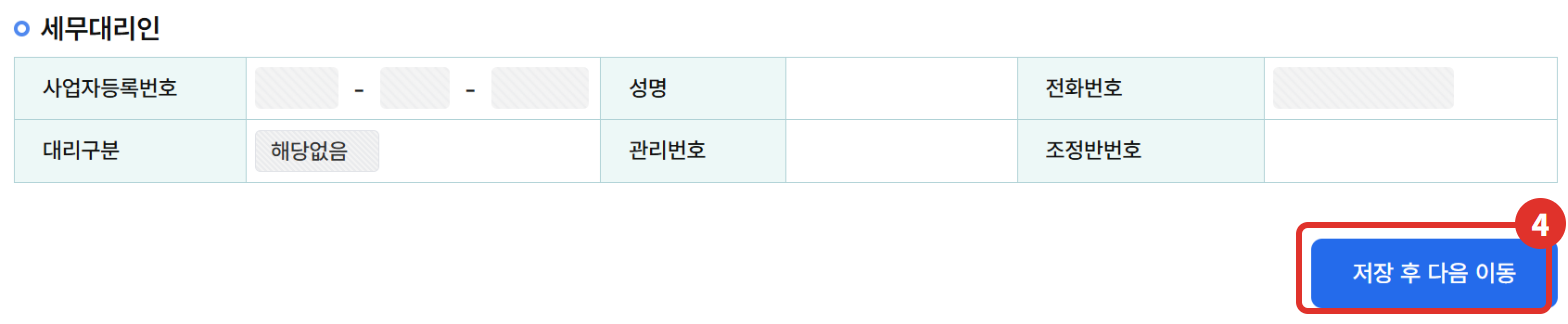 세무대리인
사업자등록번호 - - 성명 전화번호
대리구분 해당없음 관리번호 조정반번호
4
저장 후 다음 이동